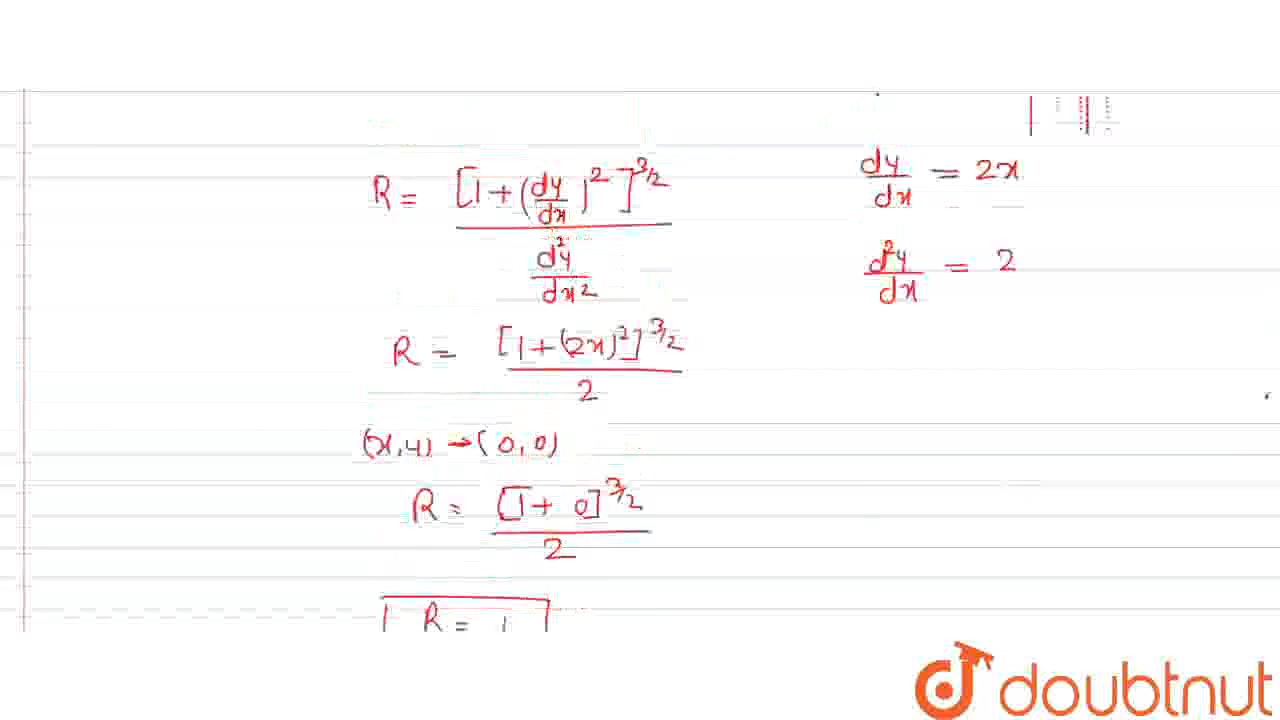 R = [1 + (dy/dx)²]^3/2 / d²y/dx²
dy/dx = 2x
d²y/dx = 2
R = [1 + (2x)²]^3/2 / 2
(x, y) → (0, 0)
R = [1 + 0]^3/2 / 2
R = 1
doubtnut